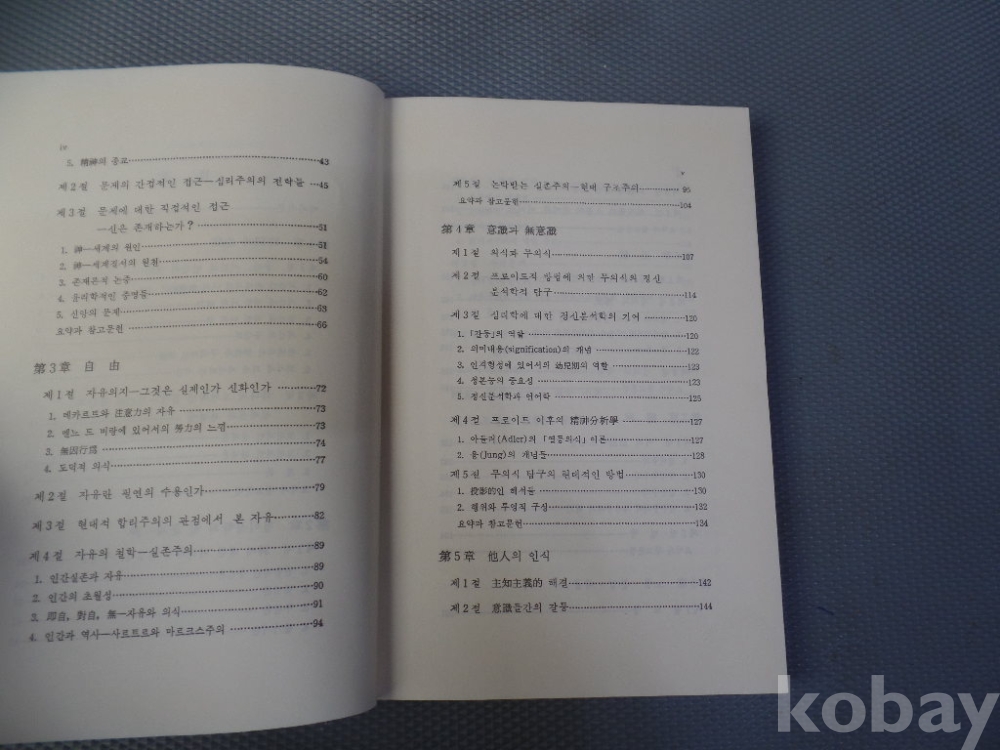 iv
5. 精神의 종교 43
제2절 문제의 간접적인 접근—심리주의의 전략들 45
제3절 문제에 대한 직접적인 접근
—신은 존재하는가? 51
1. 神—세계의 원인 51
2. 神—세계질서의 원천 54
3. 존재론적 논증 60
4. 윤리학적인 증명들 62
5. 신앙의 문제 63
요약과 참고문헌 66
第3章 自 由
제1절 자유의지—그것은 실제인가 신화인가 72
1. 데카르트와 注意力의 자유 73
2. 멘느 드 비랑에 있어서의 努力의 느낌 73
3. 無因行爲 74
4. 도덕적 의식 77
제2절 자유란 필연의 수용인가 79
제3절 현대적 합리주의의 관점에서 본 자유 82
제4절 자유의 철학—실존주의 89
1. 인간실존과 자유 89
2. 인간의 초월성 90
3. 即自, 對自, 無—자유와 의식 91
4. 인간과 역사—사르트르와 마르크스주의 94
v
제5절 논박받는 실존주의—현대 구조주의 98
요약과 참고문헌 104
第4章 意識과 無意識
제1절 의식과 무의식 107
제2절 프로이드적 방법에 의한 무의식의 정신
분석학적 탐구 114
제3절 심리학에 대한 정신분석학의 기여 120
1. 「갈등」의 역할 120
2. 의미내용(signification)의 개념 122
3. 인격형성에 있어서의 幼兒期의 역할 123
4. 성본능의 중요성 123
5. 정신분석학과 언어학 125
제4절 프로이드 이후의 精神分析學 127
1. 아들러(Adler)의 「열등의식」 이론 127
2. 융(Jung)의 개념들 128
제5절 무의식 탐구의 현대적인 방법 130
1. 投影的인 해석들 130
2. 행위와 투영적 구성 132
요약과 참고문헌 134
第5章 他人의 인식
제1절 主知主義的 해결 142
제2절 意識들간의 갈등 144
kobay